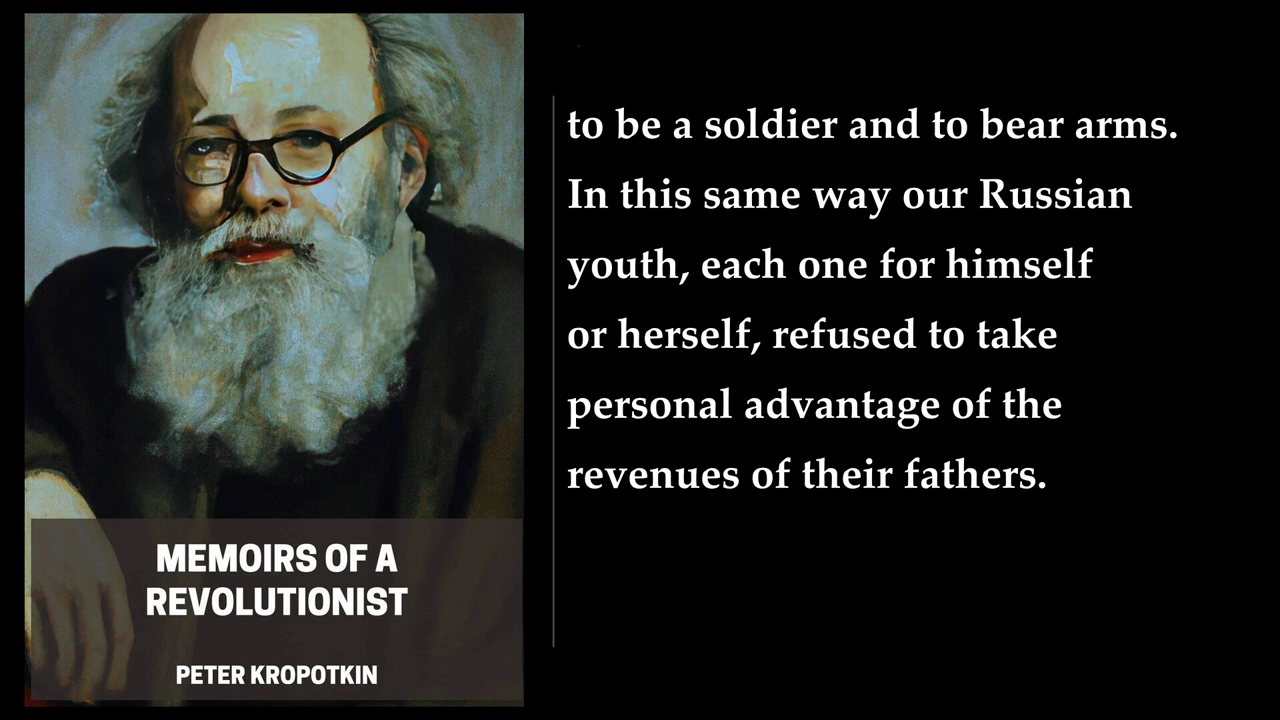 MEMOIRS OF A
REVOLUTIONIST
PETER KROPOTKIN
to be a soldier and to bear arms.
In this same way our Russian
youth, each one for himself
or herself, refused to take
personal advantage of the
revenues of their fathers.